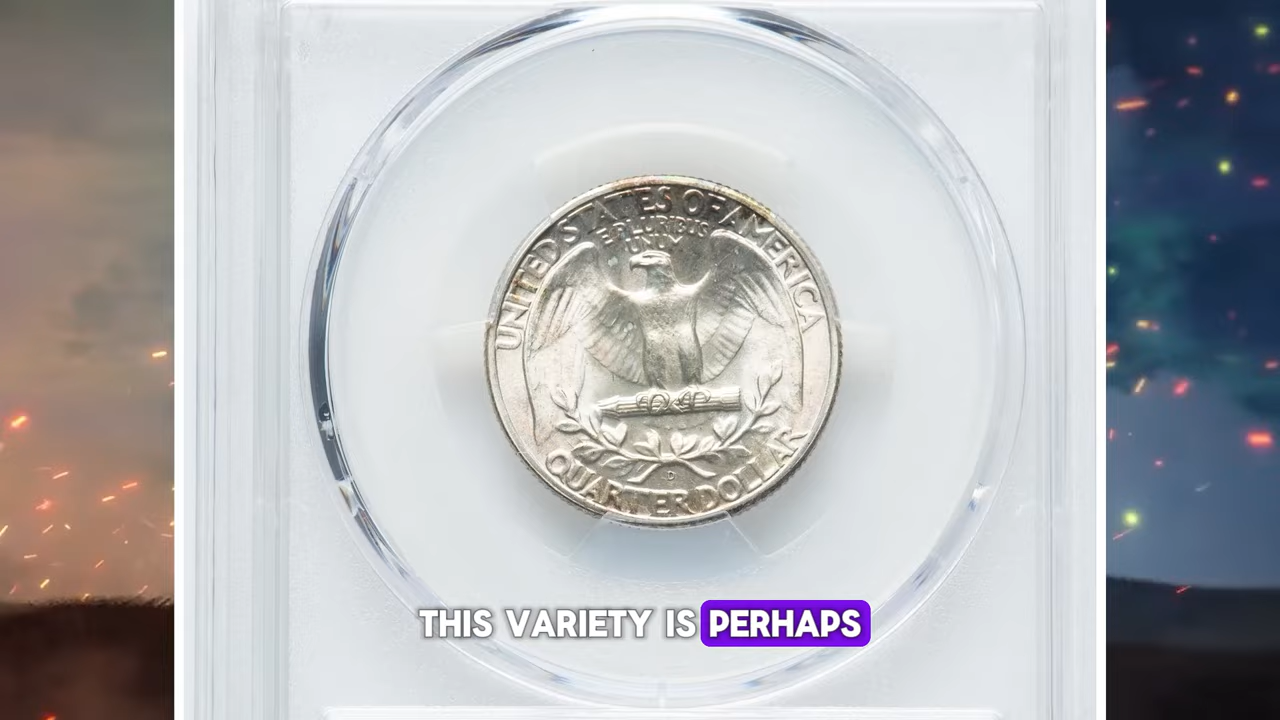 UNITED STATES OF AMERICA
E PLURIBUS
UNUM
D
QUARTER DOLLAR
THIS VARIETY IS PERHAPS